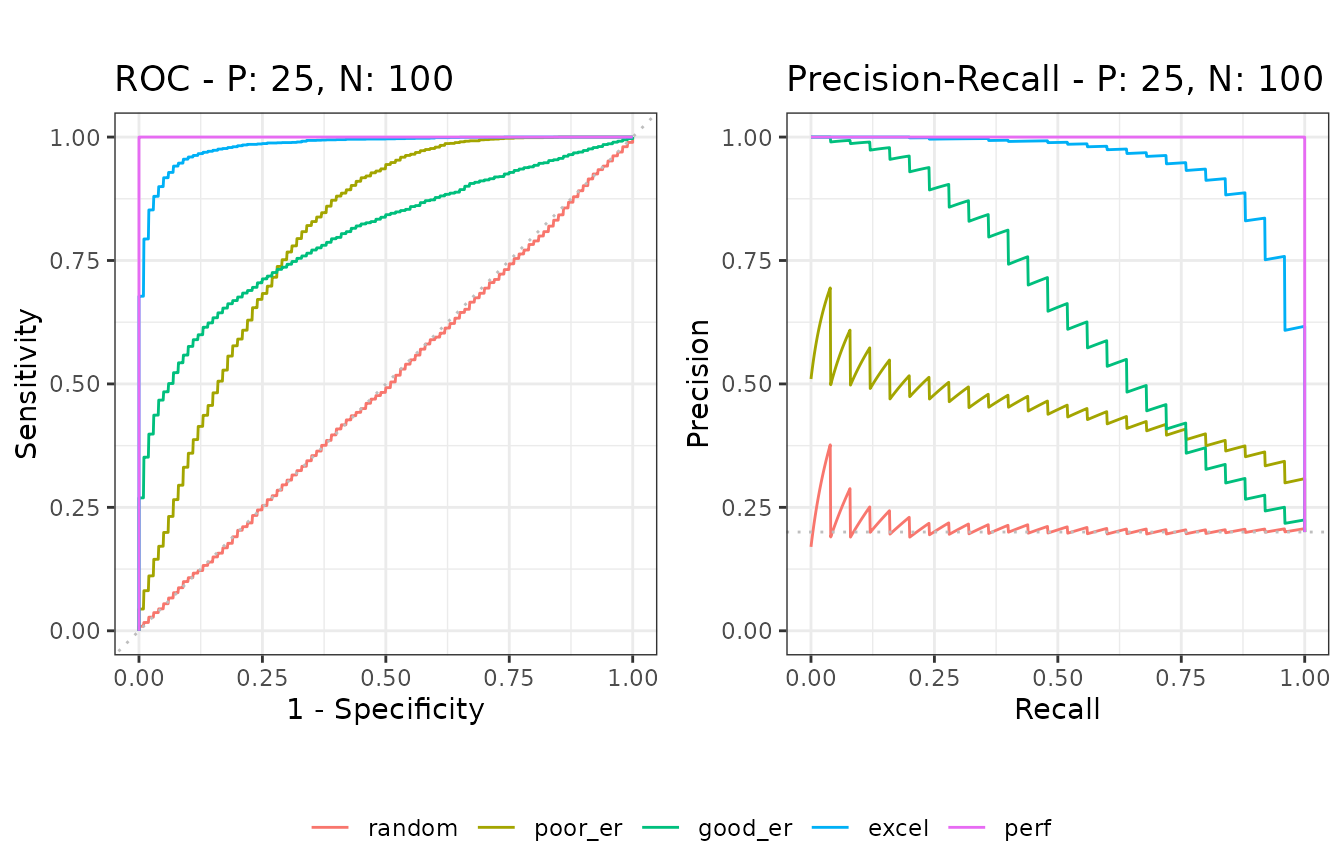 ROC - P: 25, N: 100
Sensitivity
1.00
0.75
0.50
0.25
0.00
0.00 0.25 0.50 0.75 1.00
1 - Specificity
Precision-Recall - P: 25, N: 100
Precision
1.00
0.75
0.50
0.25
0.00
0.00 0.25 0.50 0.75 1.00
Recall
random poor_er good_er excel perf